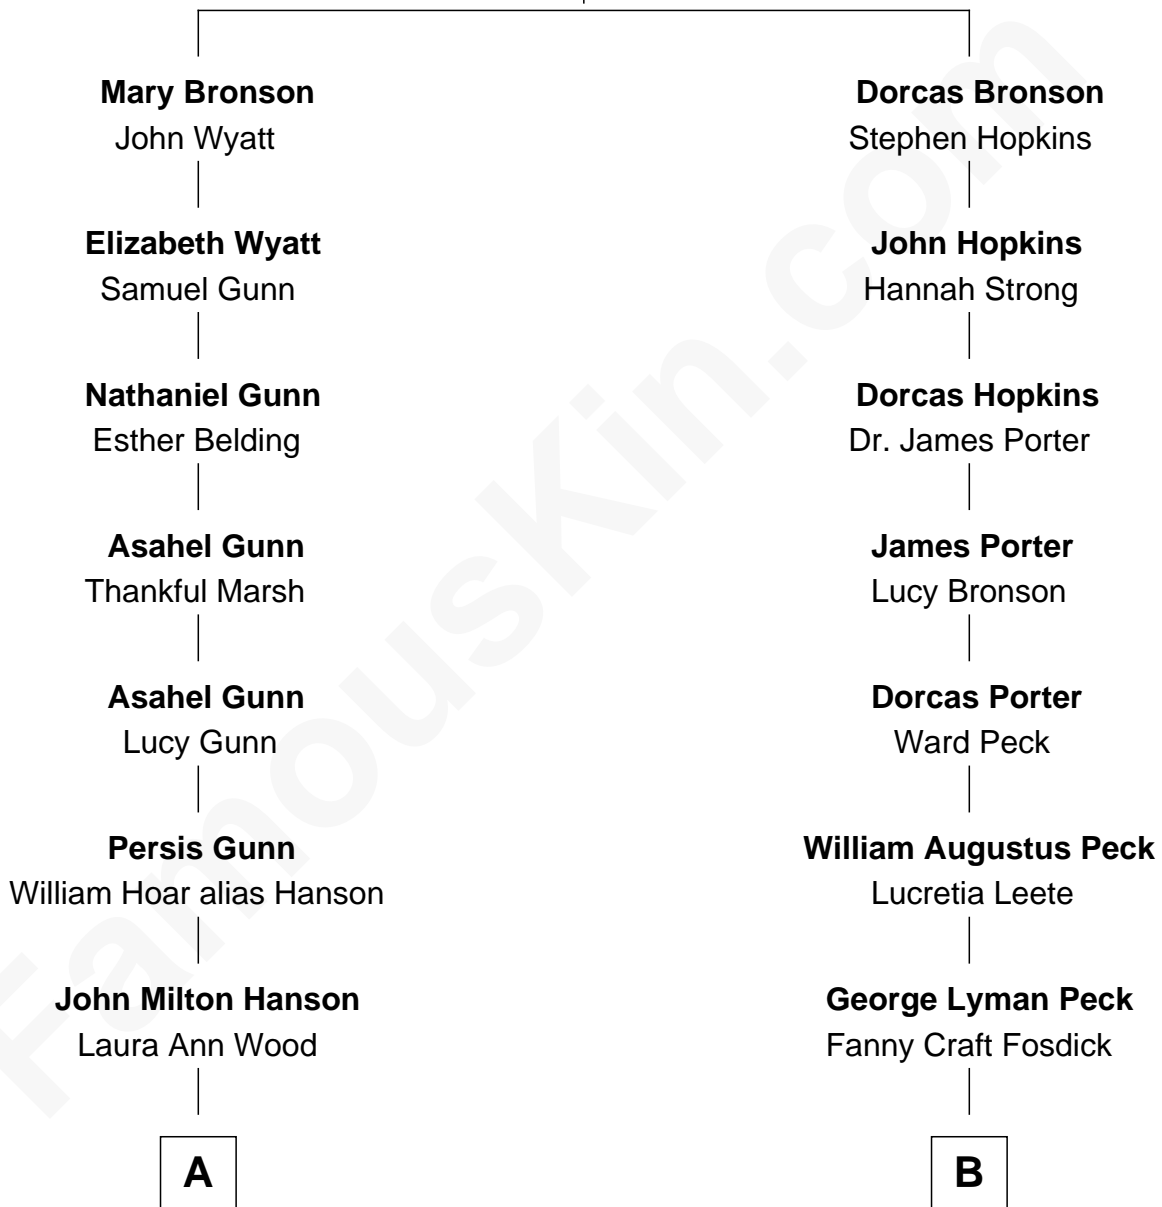 Mary Bronson
John Wyatt
Dorcas Bronson
Stephen Hopkins
Elizabeth Wyatt
Samuel Gunn
John Hopkins
Hannah Strong
Nathaniel Gunn
Esther Belding
Dorcas Hopkins
Dr. James Porter
Asahel Gunn
Thankful Marsh
James Porter
Lucy Bronson
Asahel Gunn
Lucy Gunn
Dorcas Porter
Ward Peck
Persis Gunn
William Hoar alias Hanson
William Augustus Peck
Lucretia Leete
John Milton Hanson
Laura Ann Wood
George Lyman Peck
Fanny Craft Fosdick
A
B
FamousKin.com